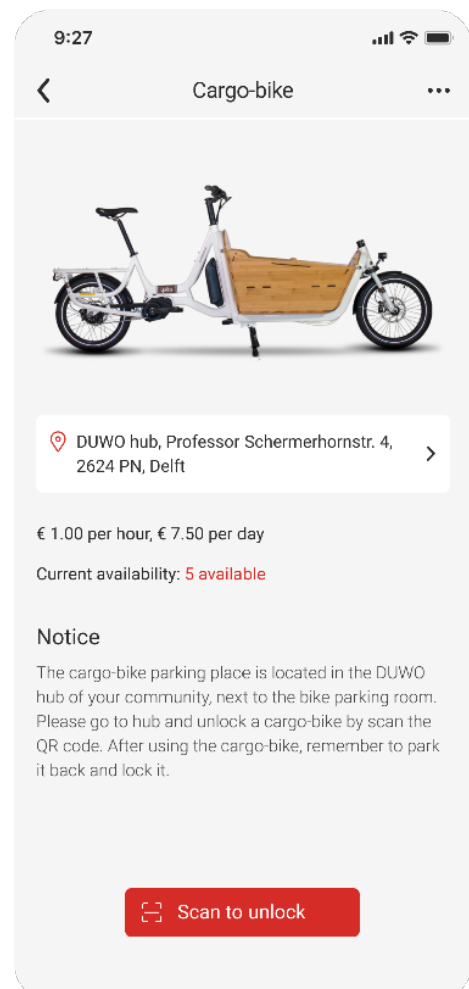 9:27
Cargo-bike
DUWO hub, Professor Schermerhornstr. 4,
2624 PN, Delft
€ 1.00 per hour, € 7.50 per day
Current availability: 5 available
Notice
The cargo-bike parking place is located in the DUWO
hub of your community, next to the bike parking room.
Please go to hub and unlock a cargo-bike by scan the
QR code. After using the cargo-bike, remember to park
it back and lock it.
Scan to unlock